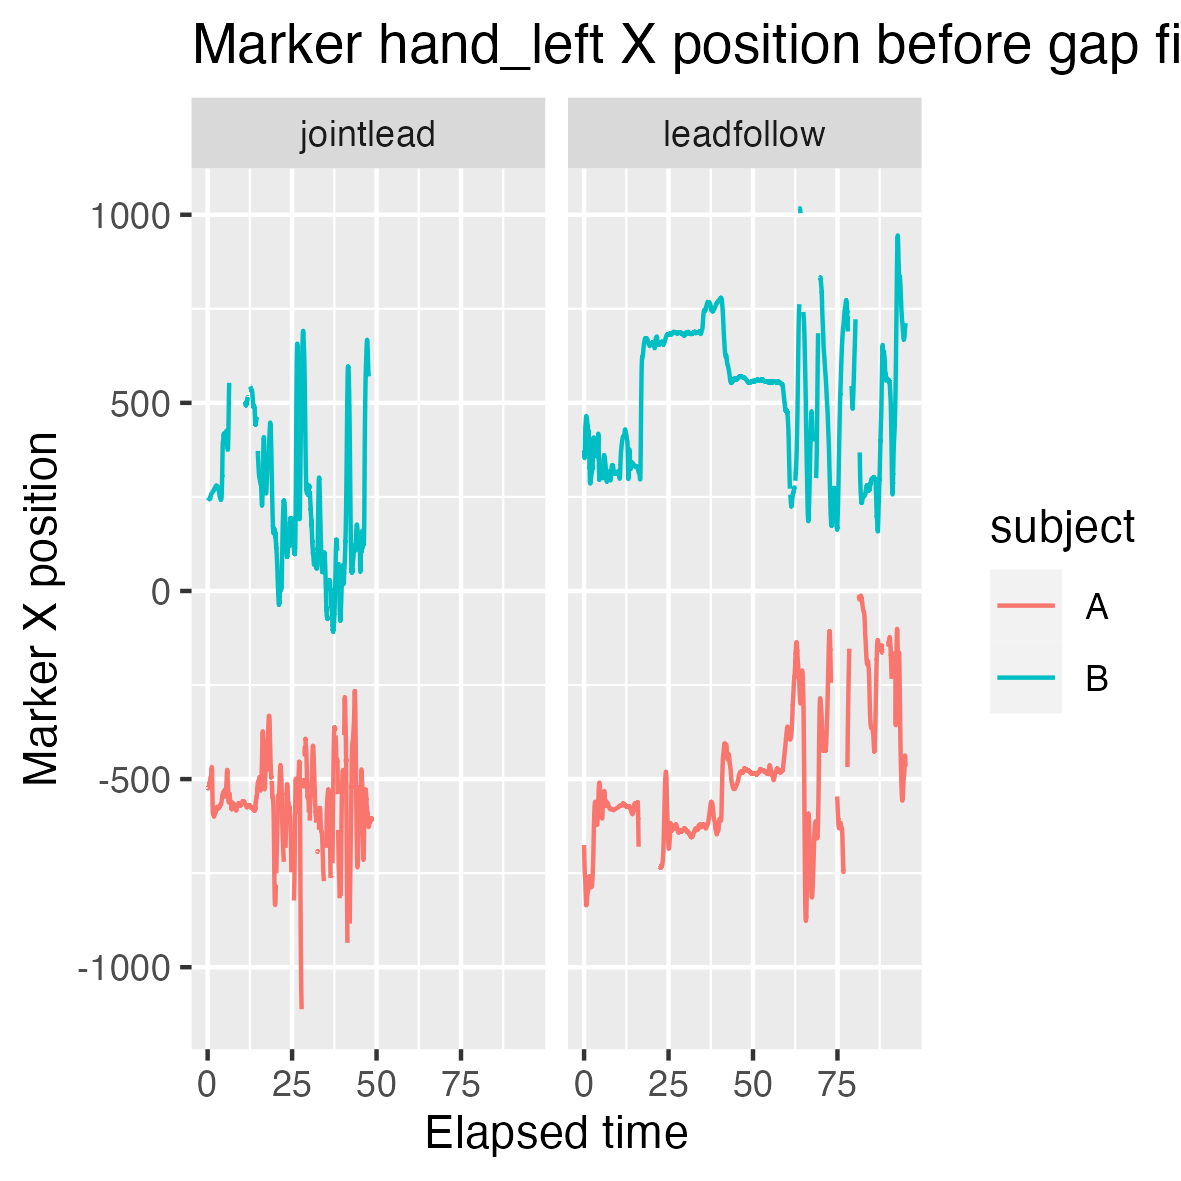 Marker hand_left X position before gap fi
jointlead
leadfollow
1000
500
0
-500
-1000
Marker X position
0 25 50 75
0 25 50 75
Elapsed time
subject
A
B